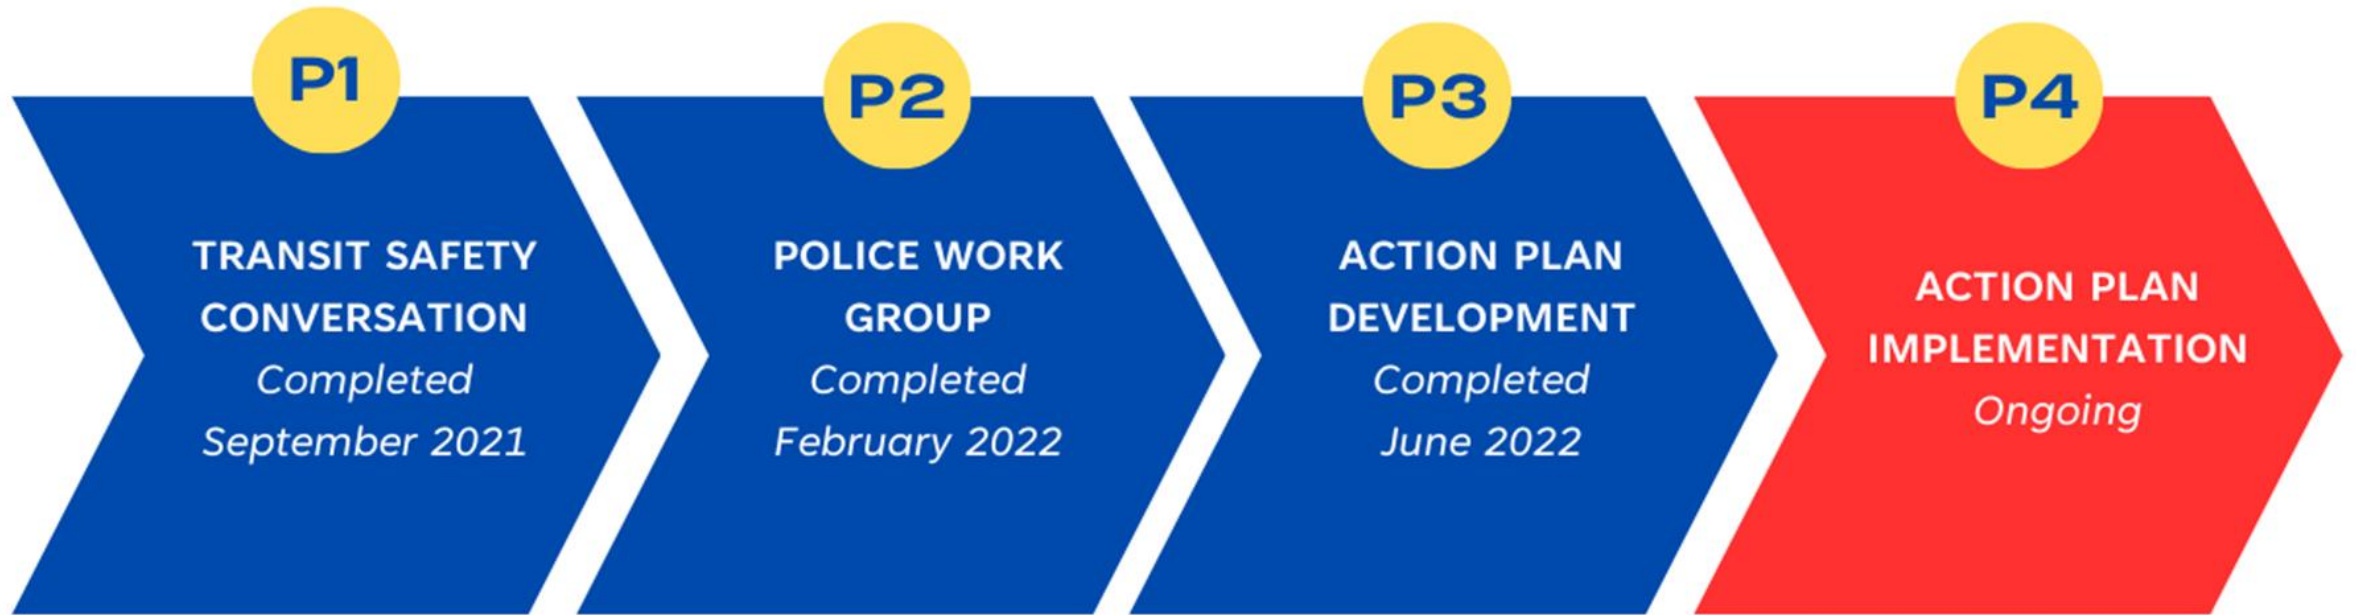 P1
TRANSIT SAFETY
CONVERSATION
Completed
September 2021
P2
POLICE WORK
GROUP
Completed
February 2022
P3
ACTION PLAN
DEVELOPMENT
Completed
June 2022
P4
ACTION PLAN
IMPLEMENTATION
Ongoing